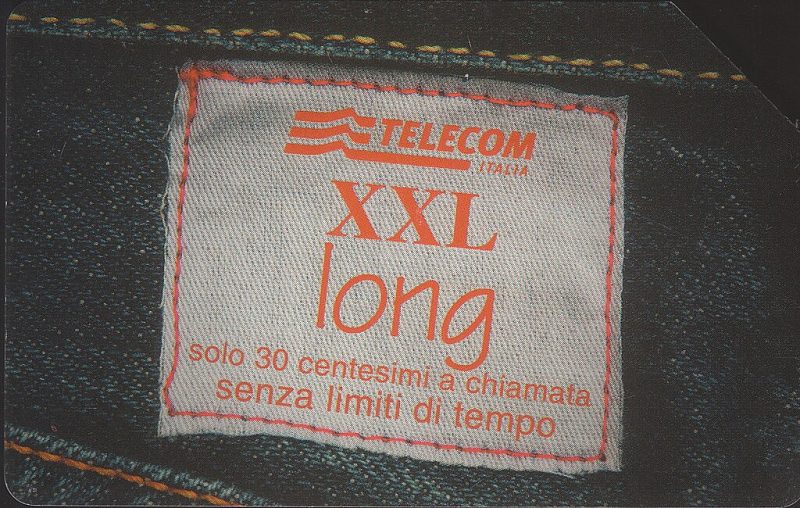 TELECOM
ITALIA
XXL
long
solo 30 centesimi a chiamata
senza limiti di tempo